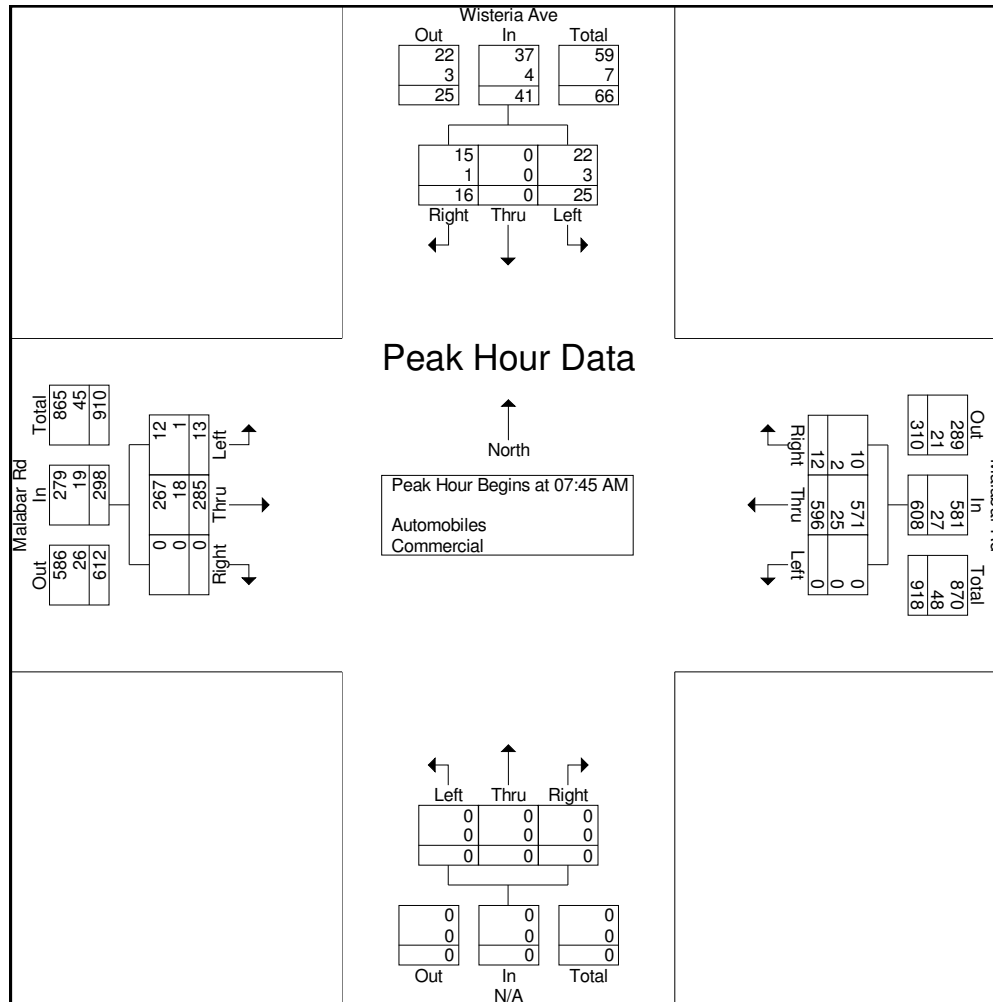 Wisteria Ave
Out In Total
22 37 59
3 4 7
25 41 66
15 0 22
1 0 3
16 0 25
Right Thru Left
Peak Hour Data
North
Peak Hour Begins at 07:45 AM
Automobiles
Commercial
Malabar Rd
Out In Total
586 279 865
26 19 45
612 298 910
Right Thru Left
0 267 12
0 18 1
0 285 13
Out In Total
289 581 870
21 27 48
310 608 918
10 571 0
2 25 0
12 596 0
Right Thru Left
Left Thru Right
0 0 0
0 0 0
0 0 0
0 0 0
0 0 0
0 0 0
Out In Total
N/A